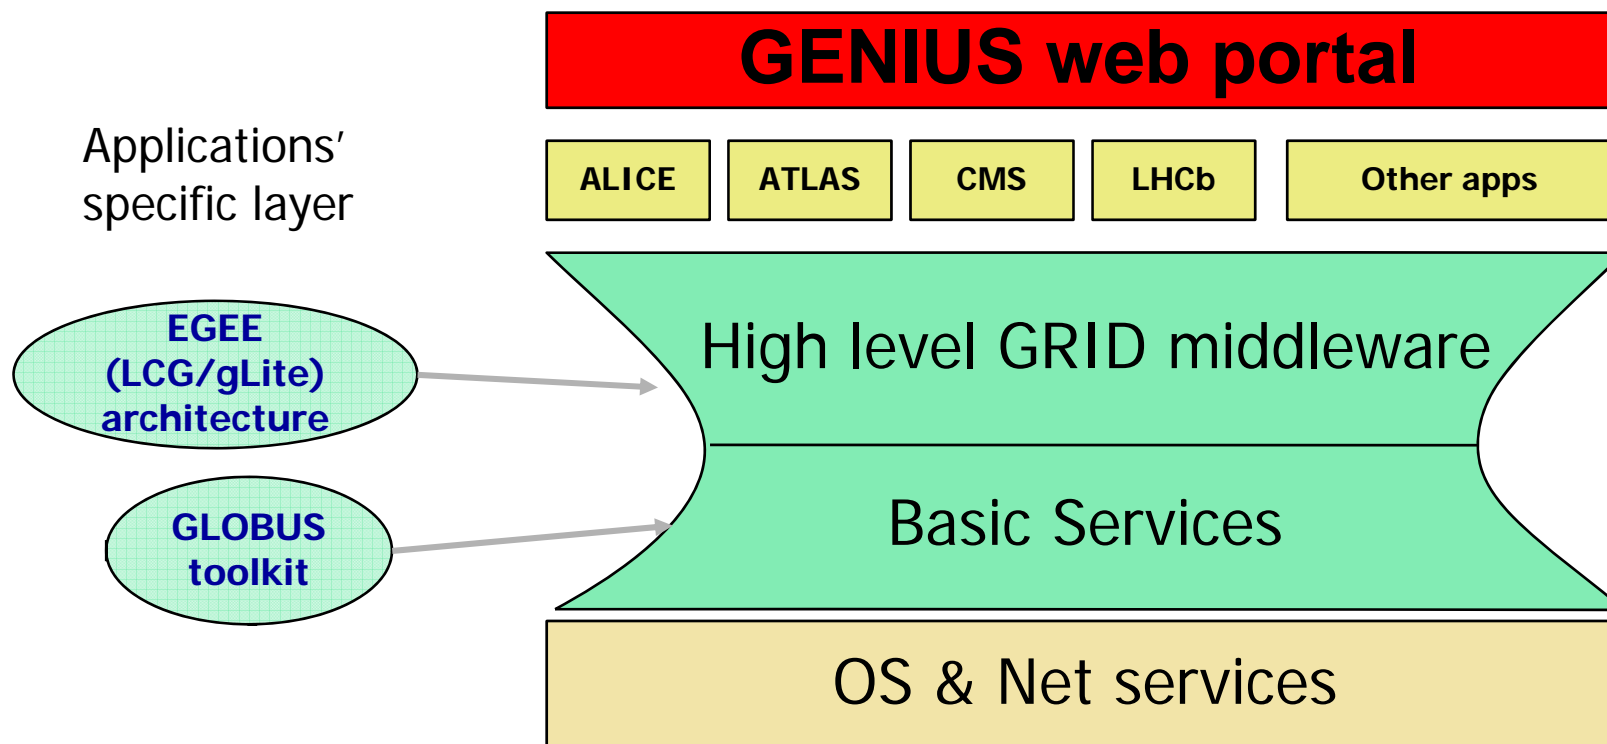 GENIUS web portal
Applications'
specific layer
ALICE
ATLAS
CMS
LHCb
Other apps
EGEE
(LCG/gLite)
architecture
High level GRID middleware
GLOBUS
toolkit
Basic Services
OS & Net services